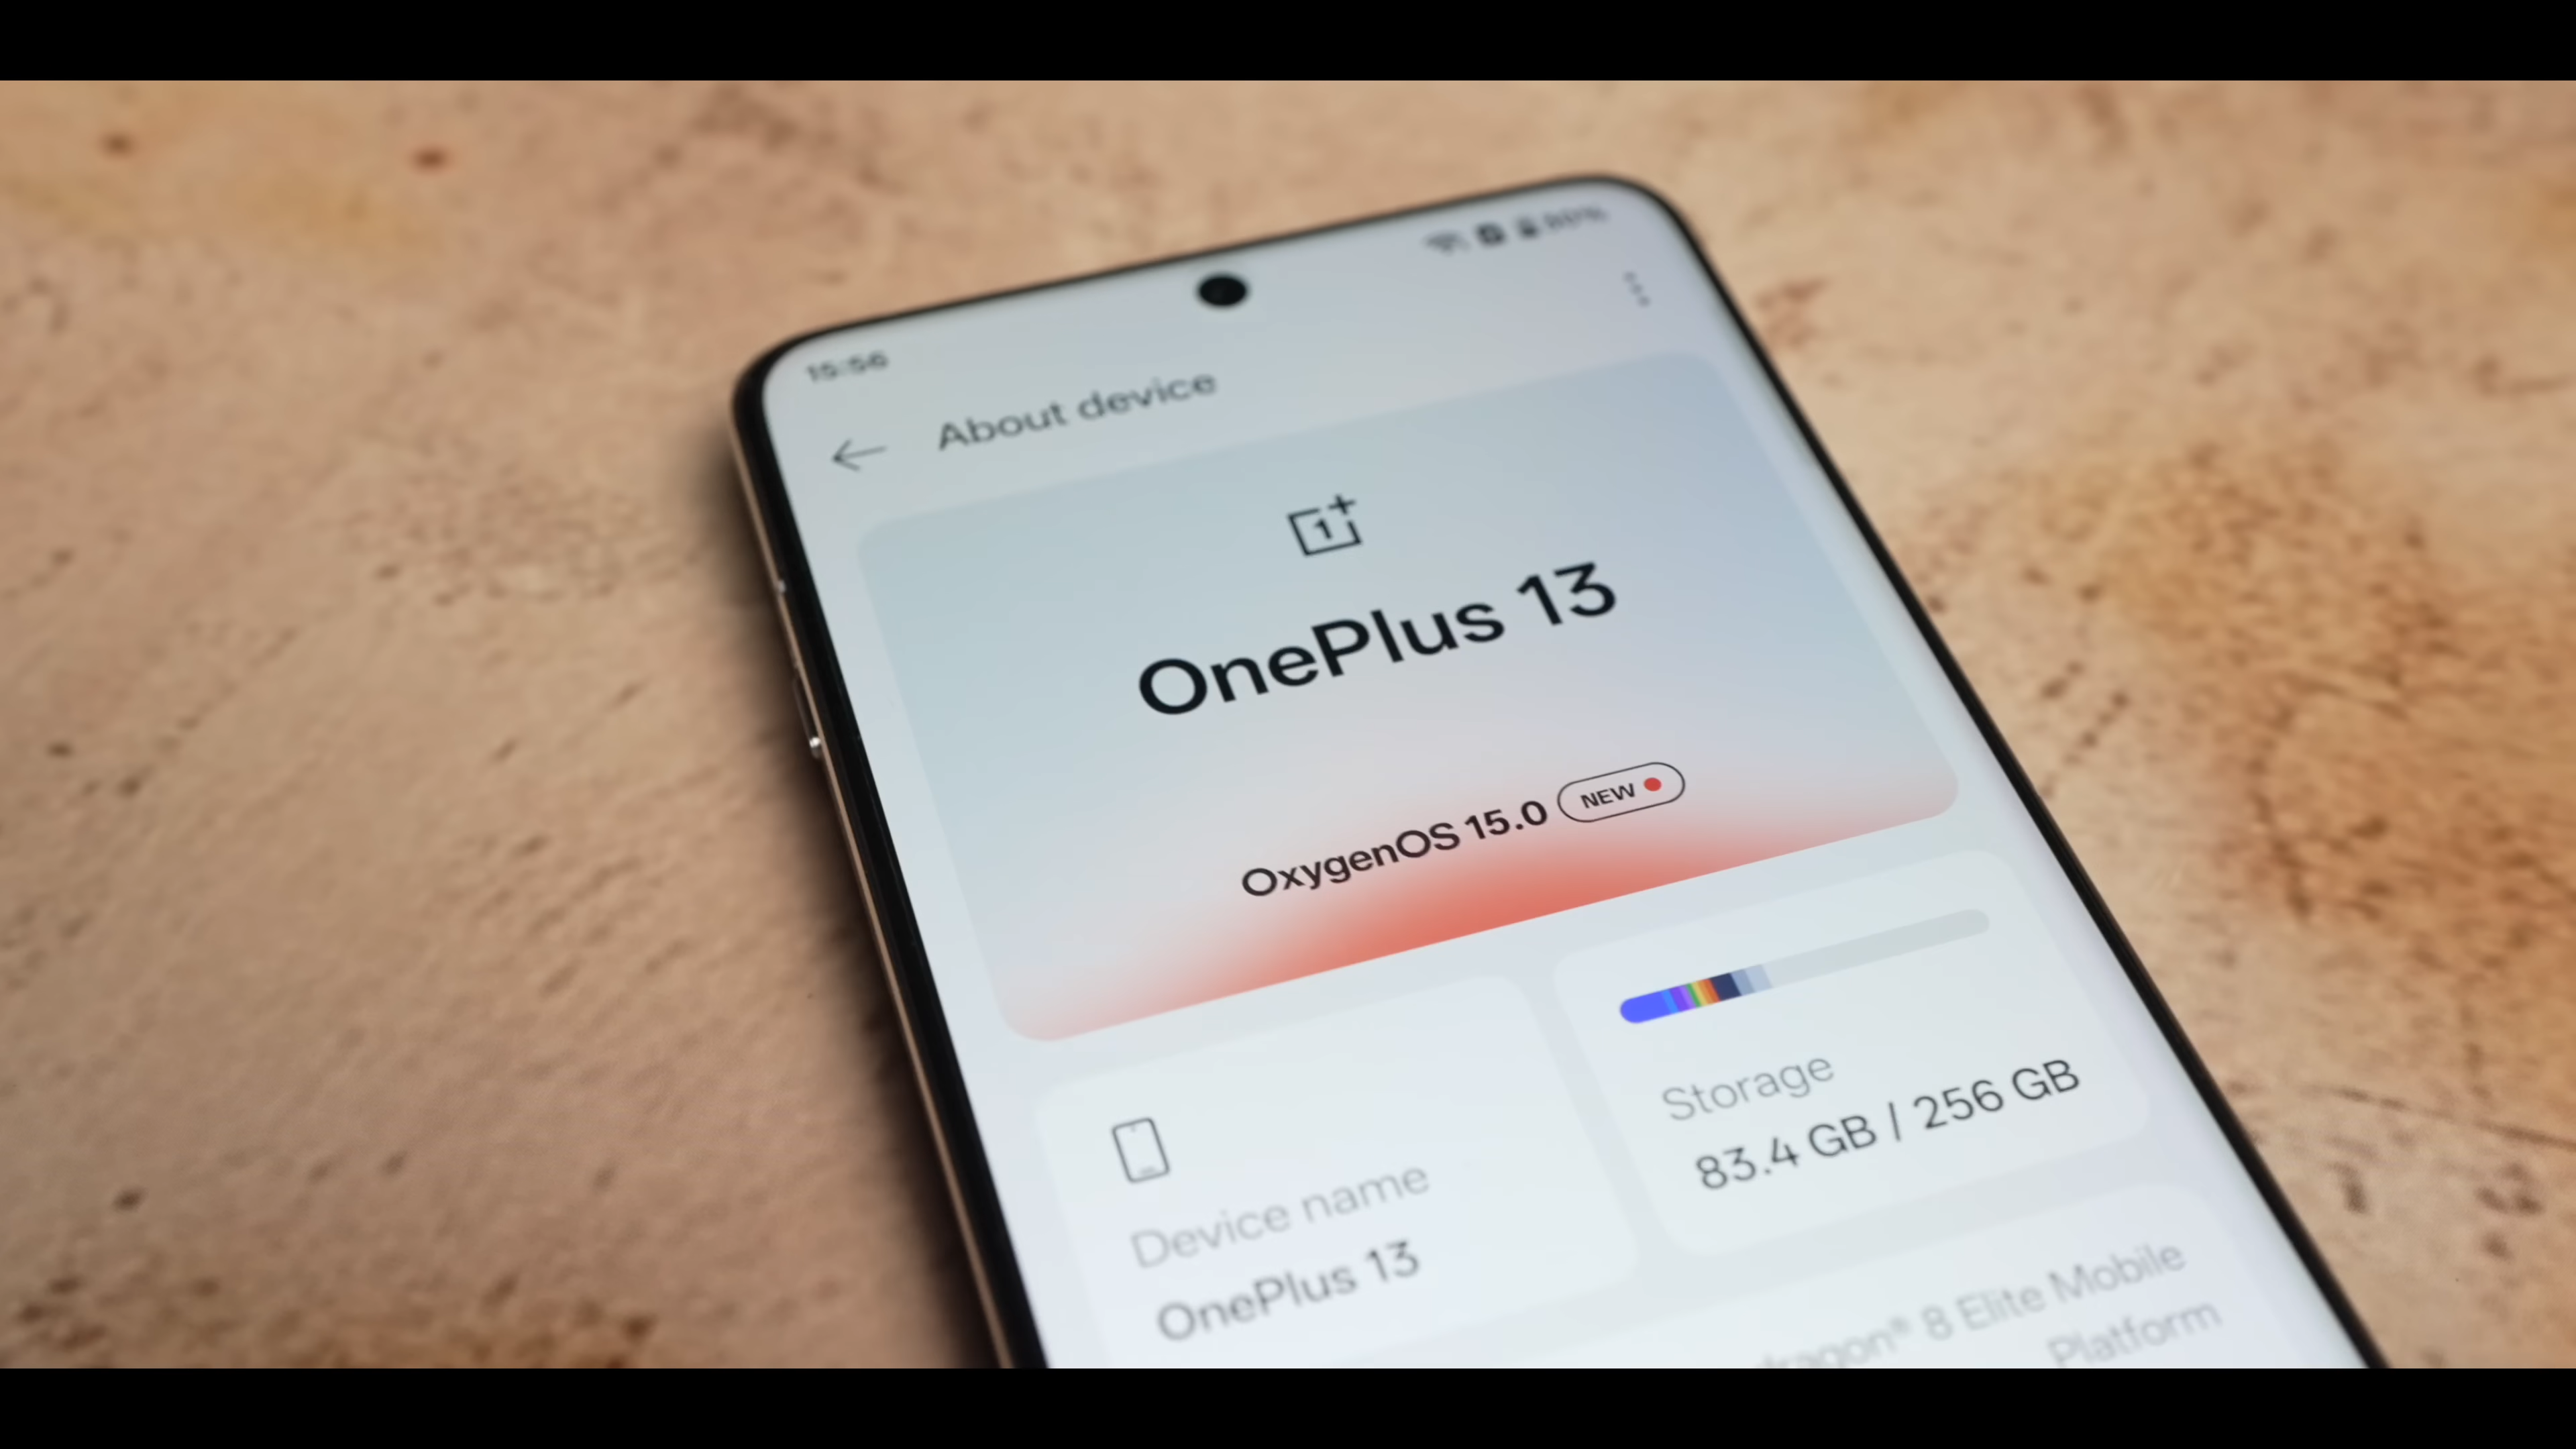 15:56
About device
1+
OnePlus 13
OxygenOS 15.0 NEW
Storage
83.4 GB / 256 GB
Device name
OnePlus 13
8 Elite Mobile
Platform